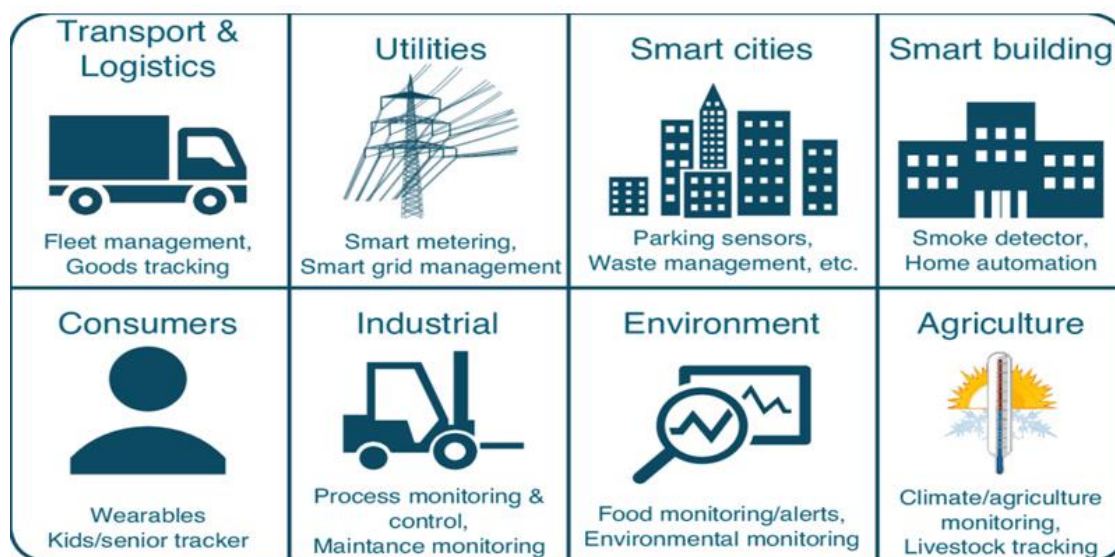 Transport &
Logistics
Fleet management,
Goods tracking
Utilities
Smart metering,
Smart grid management
Smart cities
Parking sensors,
Waste management, etc.
Smart building
Smoke detector,
Home automation
Consumers
Wearables
Kids/senior tracker
Industrial
Process monitoring &
control,
Maintance monitoring
Environment
Food monitoring/alerts,
Environmental monitoring
Agriculture
Climate/agriculture
monitoring,
Livestock tracking